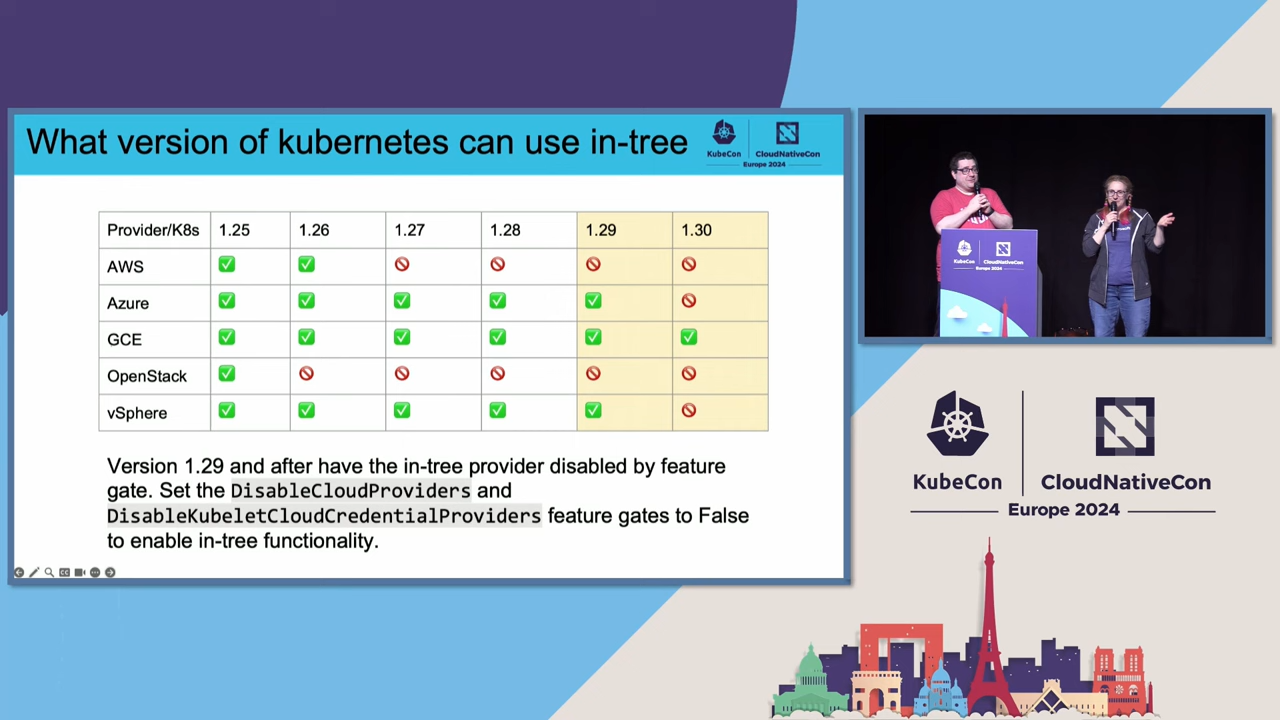 What version of kubernetes can use in-tree
KubeCon CloudNativeCon
Europe 2024
Provider/K8s 1.25 1.26 1.27 1.28 1.29 1.30
AWS ✅ ✅ 🚫 🚫 🚫 🚫
Azure ✅ ✅ ✅ ✅ ✅ 🚫
GCE ✅ ✅ ✅ ✅ ✅ ✅
OpenStack ✅ 🚫 🚫 🚫 🚫 🚫
vSphere ✅ ✅ ✅ ✅ ✅ 🚫
Version 1.29 and after have the in-tree provider disabled by feature
gate. Set the DisableCloudProviders and
DisableKubeletCloudCredentialProviders feature gates to False
to enable in-tree functionality.
KubeCon CloudNativeCon
Europe 2024
KubeCon CloudNativeCon
Europe 2024